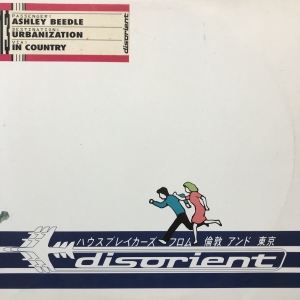 PASSENGER:
ASHLEY BEEDLE
DESTINATION:
URBANIZATION
VIA:
IN COUNTRY
disorient
ハウスブレイカーズ フロム 倫敦 アンド 東京
disorient